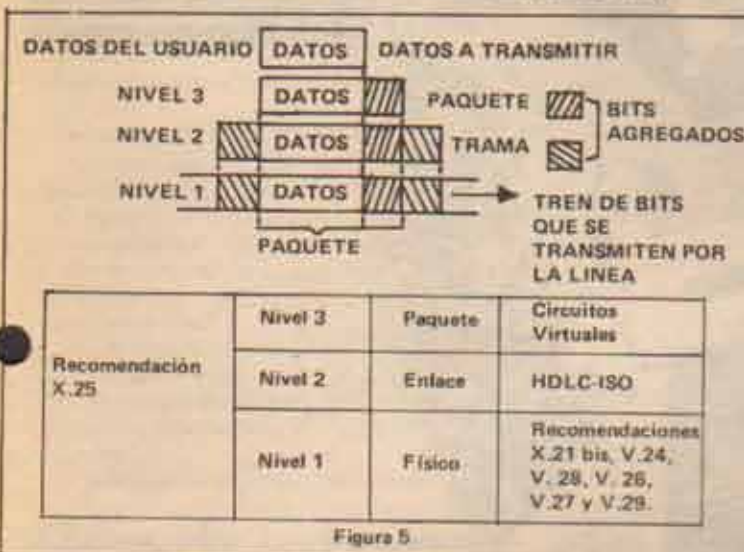 DATOS DEL USUARIO DATOS DATOS A TRANSMITIR
NIVEL 3 DATOS PAQUETE BITS
AGREGADOS
NIVEL 2 DATOS TRAMA
NIVEL 1 DATOS TREN DE BITS
QUE SE
TRANSMITEN POR
LA LINEA
PAQUETE
Recomendación
X.25
Nivel 3 Paquete Circuitos
Virtuales
Nivel 2 Enlace HDLC-ISO
Nivel 1 Físico Recomendaciones
X.21 bis, V.24,
V. 28, V. 26,
V.27 y V.29.
Figura 5